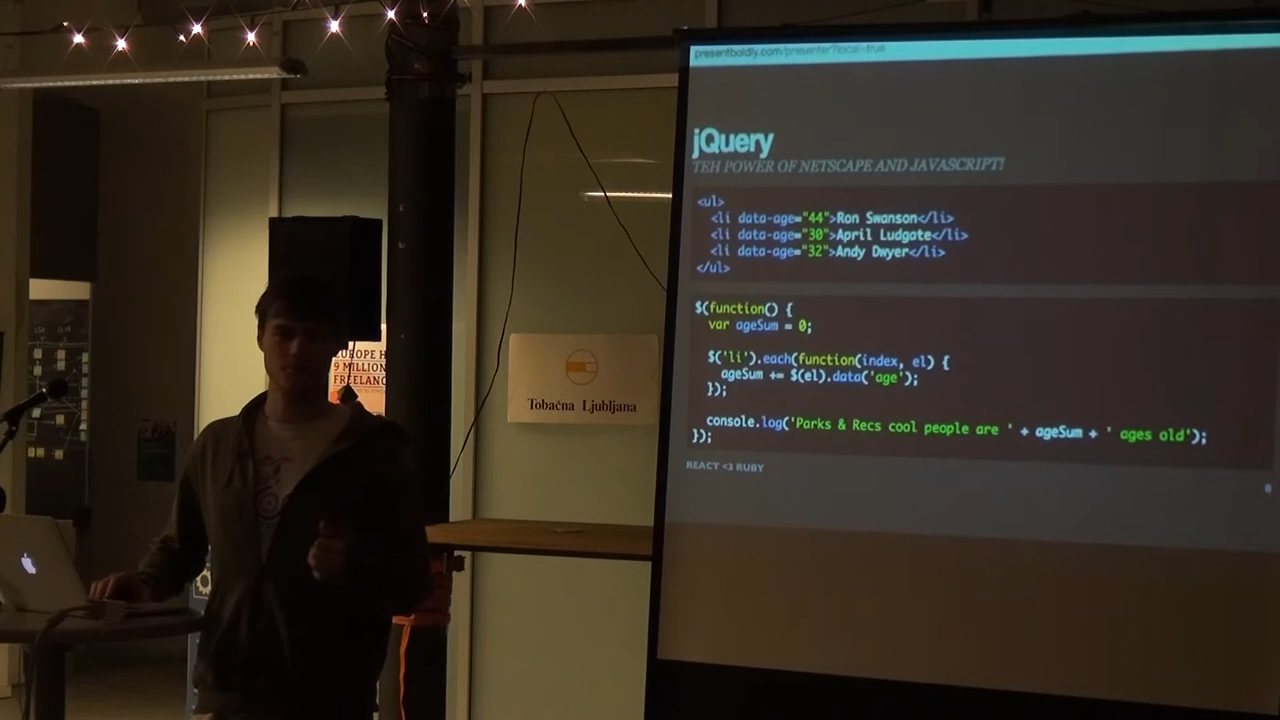 presentboldly.com/presenter?local=true
jQuery
TEH POWER OF NETSCAPE AND JAVASCRIPT!
<ul>
<li data-age="44">Ron Swanson</li>
<li data-age="30">April Ludgate</li>
<li data-age="32">Andy Dwyer</li>
</ul>
$(function() {
var ageSum = 0;
$('li').each(function(index, el) {
ageSum += $(el).data('age');
});
console.log('Parks & Recs cool people are ' + ageSum + ' ages old');
});
REACT <3 RUBY
EUROPE H
9 MILLION
FREELANC
Tobačna Ljubljana